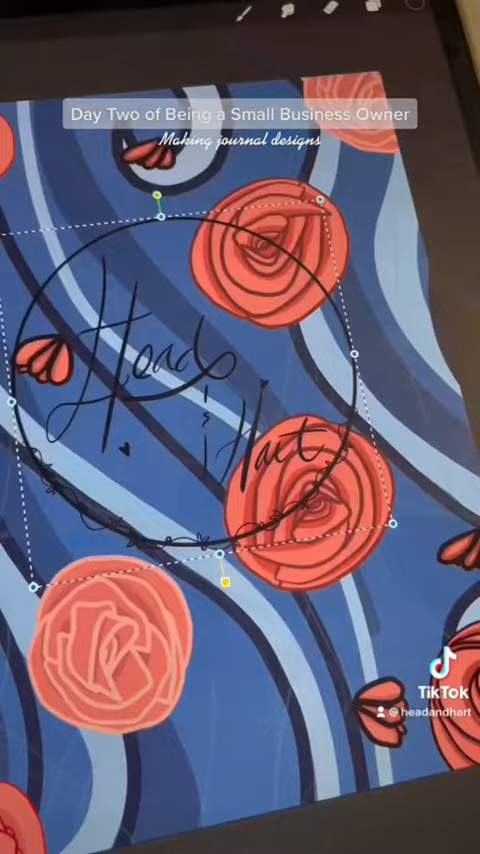 Day Two of Being a Small Business Owner
Making journal designs
Head
&
Hart
TikTok
@headandhart